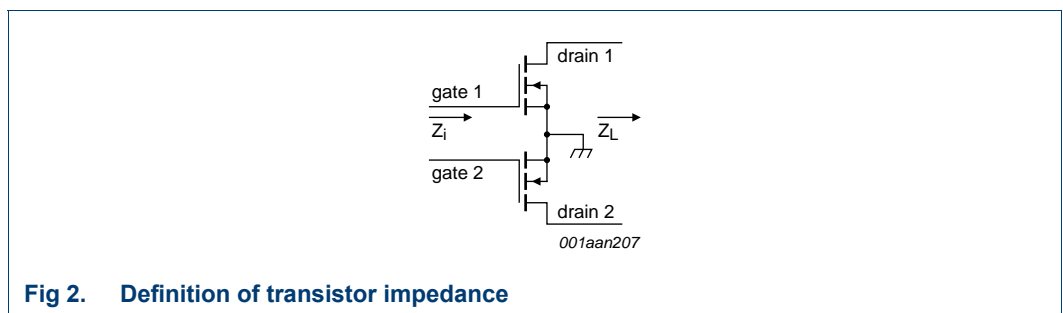 drain 1
gate 1
Zi
ZL
gate 2
drain 2
001aan207
Fig 2. Definition of transistor impedance